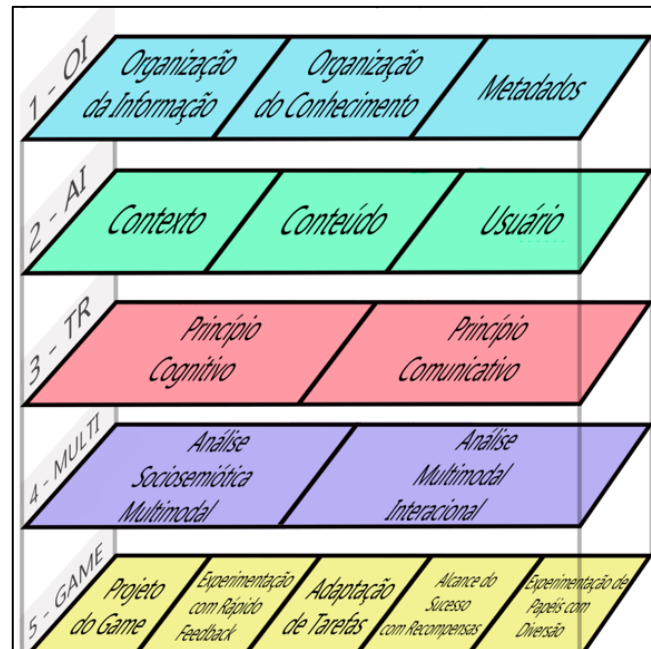 1 - OI
Organização
da Informação
Organização
do Conhecimento
Metadados
2 - AI
Contexto
Conteúdo
Usuário
3 - TR
Princípio
Cognitivo
Princípio
Comunicativo
4 - MULTI
Análise
Sociosemiótica
Multimodal
Análise
Multimodal
Interacional
5 - GAME
Projeto
do Game
Experimentação
com Rápido
Feedback
Adaptação
de Tarefas
Alcance do
Sucesso
com Recompensas
Experimentação de
Papéis com
Diversão